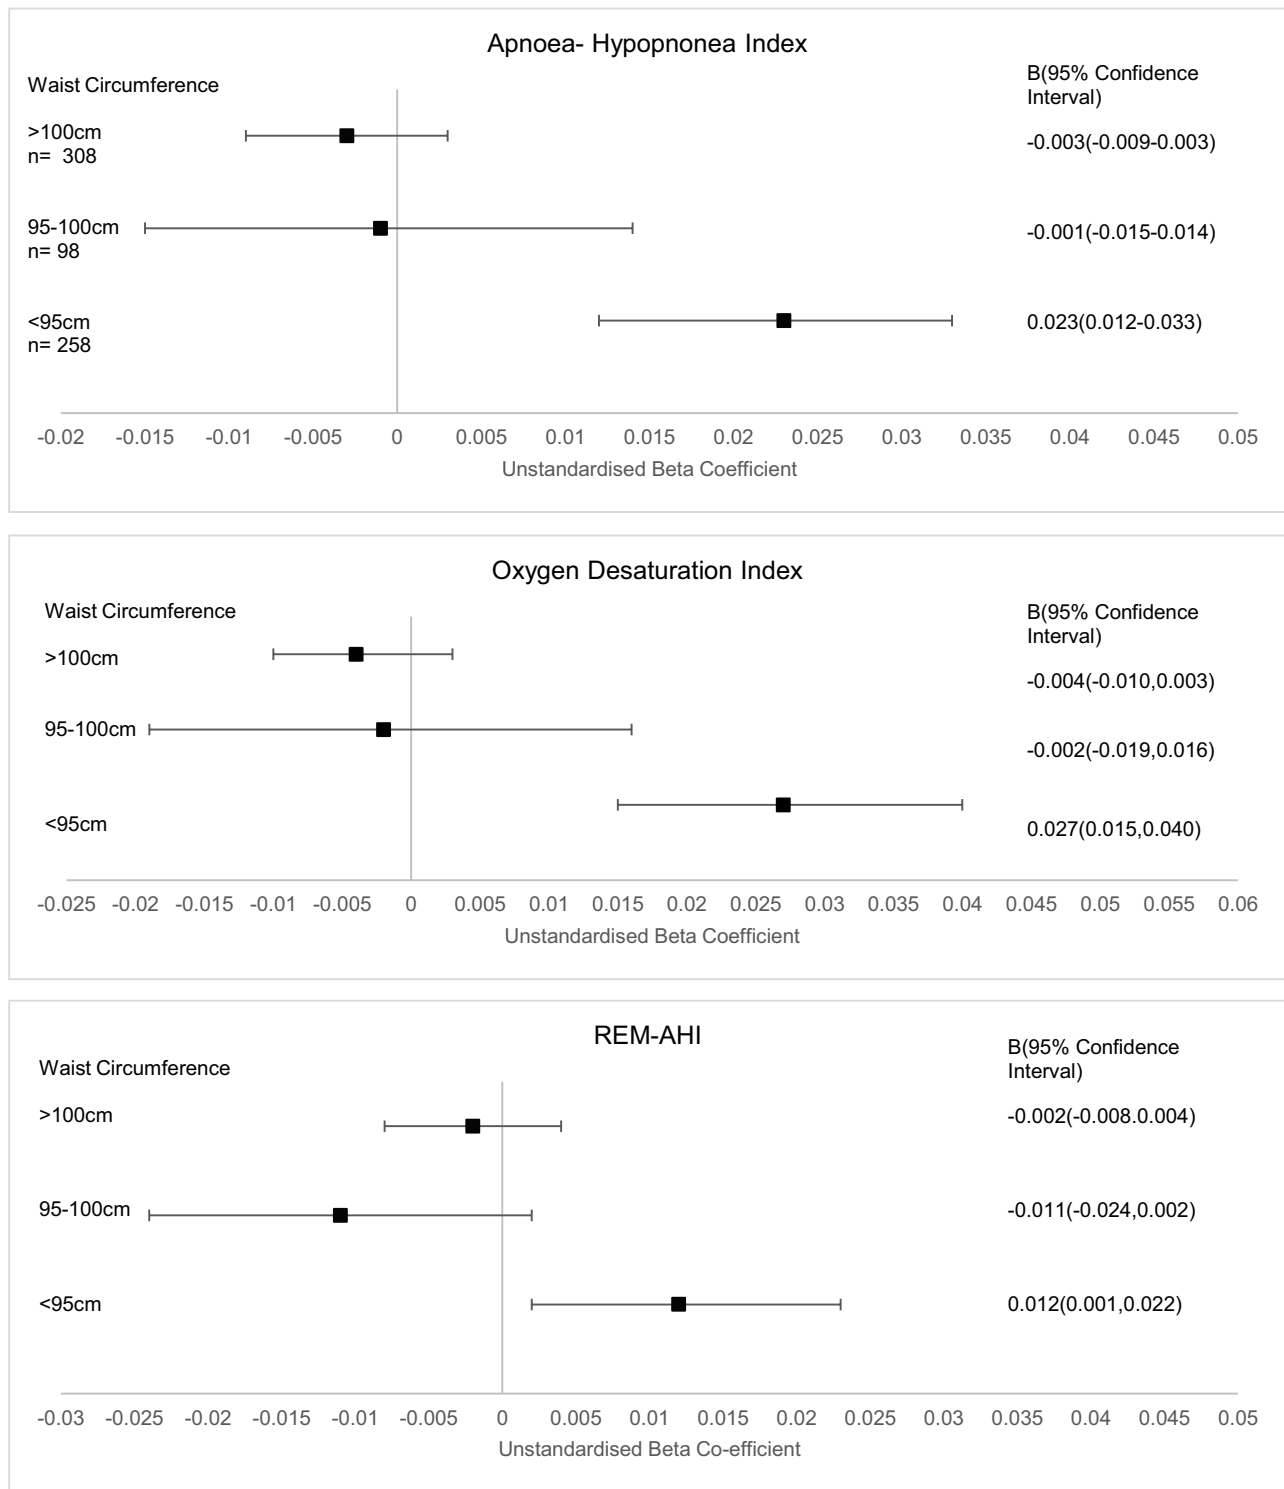 Apnoea- Hypopnonea Index
Waist Circumference
B(95% Confidence
Interval)
>100cm
n=  308
-0.003(-0.009-0.003)
95-100cm
n= 98
-0.001(-0.015-0.014)
<95cm
n= 258
0.023(0.012-0.033)
-0.02 -0.015 -0.01 -0.005 0 0.005 0.01 0.015 0.02 0.025 0.03 0.035 0.04 0.045 0.05
Unstandardised Beta Coefficient
Oxygen Desaturation Index
Waist Circumference
B(95% Confidence
Interval)
>100cm
-0.004(-0.010,0.003)
95-100cm
-0.002(-0.019,0.016)
<95cm
0.027(0.015,0.040)
-0.025 -0.02 -0.015 -0.01 -0.005 0 0.005 0.01 0.015 0.02 0.025 0.03 0.035 0.04 0.045 0.05 0.055 0.06
Unstandardised Beta Coefficient
REM-AHI
Waist Circumference
B(95% Confidence
Interval)
>100cm
-0.002(-0.008.0.004)
95-100cm
-0.011(-0.024,0.002)
<95cm
0.012(0.001,0.022)
-0.03 -0.025 -0.02 -0.015 -0.01 -0.005 0 0.005 0.01 0.015 0.02 0.025 0.03 0.035 0.04 0.045 0.05
Unstandardised Beta Co-efficient